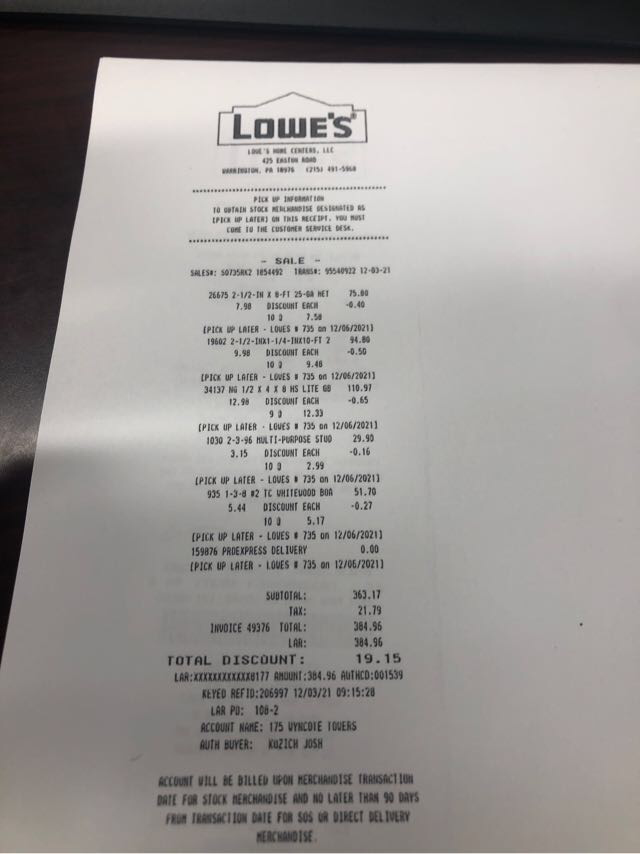 LOWE'S
LOWE'S HOME CENTERS, LLC
425 EASTON ROAD
WARRINGTON, PA 18976 (215) 491-5968
PICK UP INFORMATION
TO OBTAIN STOCK MERCHANDISE DESIGNATED AS
[PICK UP LATER] ON THIS RECEIPT, YOU MUST
COME TO THE CUSTOMER SERVICE DESK.
- SALE -
SALES#: S0735RK2 1854492 TRANS#: 95540922 12-03-21
26675 2-1/2-IN X 8-FT 25-GA MET 75.80
7.98 DISCOUNT EACH -0.40
10 @ 7.58
[PICK UP LATER - LOWES # 735 on 12/06/2021]
19602 2-1/2-INX1-1/4-INX10-FT 2 94.80
9.98 DISCOUNT EACH -0.50
10 @ 9.48
[PICK UP LATER - LOWES # 735 on 12/06/2021]
34137 NG 1/2 X 4 X 8 HS LITE GB 110.97
12.98 DISCOUNT EACH -0.65
9 @ 12.33
[PICK UP LATER - LOWES # 735 on 12/06/2021]
1030 2-3-96 MULTI-PURPOSE STUD 29.90
3.15 DISCOUNT EACH -0.16
10 @ 2.99
[PICK UP LATER - LOWES # 735 on 12/06/2021]
935 1-3-8 #2 TC WHITEWOOD BOA 51.70
5.44 DISCOUNT EACH -0.27
10 @ 5.17
[PICK UP LATER - LOWES # 735 on 12/06/2021]
159876 PROEXPRESS DELIVERY 0.00
[PICK UP LATER - LOWES # 735 on 12/06/2021]
SUBTOTAL: 363.17
TAX: 21.79
INVOICE 49376 TOTAL: 384.96
LAR: 384.96
TOTAL DISCOUNT: 19.15
LAR:XXXXXXXXXXXX8177 AMOUNT:384.96 AUTHCD:001539
KEYED REFID:206997 12/03/21 09:15:28
LAR PO: 108-2
ACCOUNT NAME: 175 WYNCOTE TOWERS
AUTH BUYER: KUZICH JOSH
ACCOUNT WILL BE BILLED UPON MERCHANDISE TRANSACTION
DATE FOR STOCK MERCHANDISE AND NO LATER THAN 90 DAYS
FROM TRANSACTION DATE FOR SOS OR DIRECT DELIVERY
MERCHANDISE.